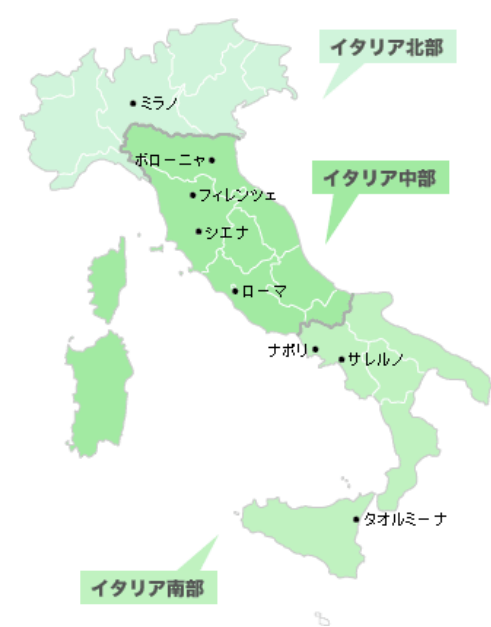 イタリア北部
ミラノ
ボローニャ
イタリア中部
フィレンツェ
シエナ
ローマ
ナポリ
サレルノ
タオルミーナ
イタリア南部